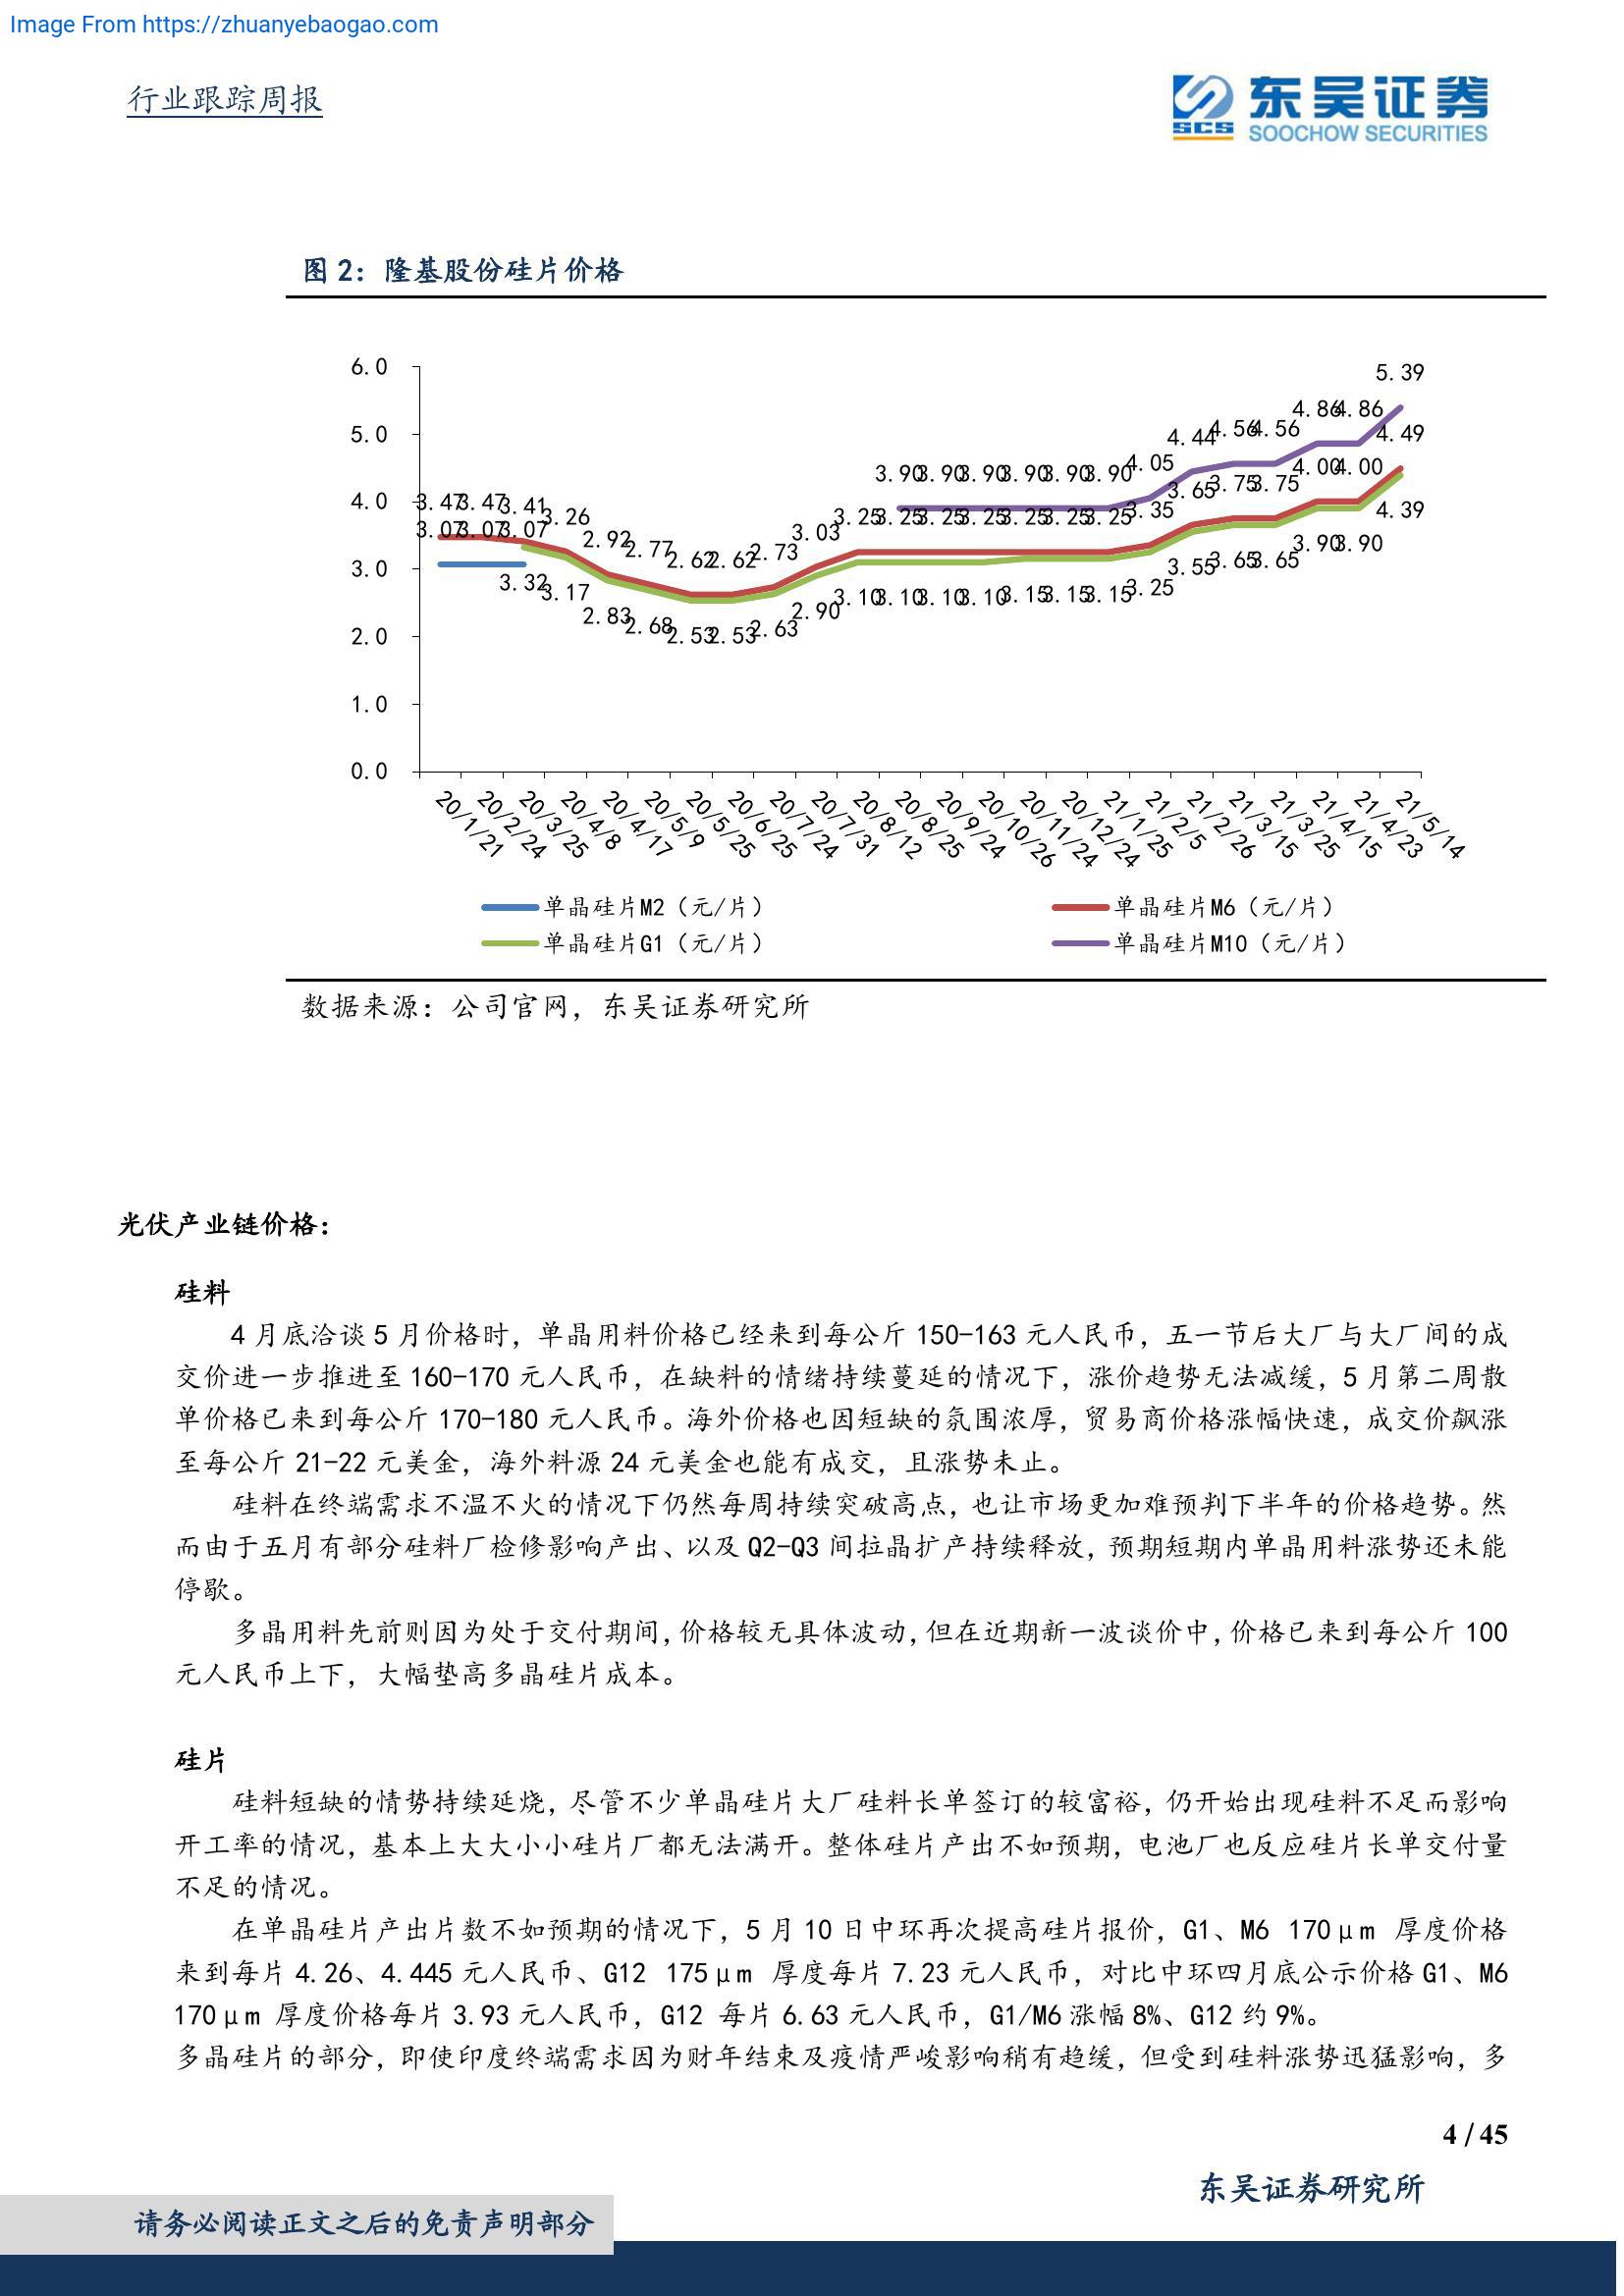 Image From https://zhuanyebaogao.com
行业跟踪周报
东吴证券
SCS
SOOCHOW SECURITIES
图 2：隆基股份硅片价格
6.0
5.0
4.0
3.0
2.0
1.0
0.0
5.39
4.86 4.86
4.44 4.56 4.56 4.49
3.90 3.90 3.90 3.90 3.90 3.90 4.05 4.00 4.00
3.47 3.47 3.41 3.26 3.25 3.25 3.25 3.25 3.25 3.25 3.25 3.35 3.65 3.75 3.75 4.39
3.07 3.07 3.07 2.92 2.77 2.62 2.62 2.73 3.03 3.90 3.90
3.32 3.17 3.10 3.10 3.10 3.10 3.15 3.15 3.15 3.25 3.55 3.65 3.65
2.83 2.68 2.53 2.53 2.63 2.90
20/1/21 20/2/24 20/3/25 20/4/8 20/4/17 20/5/9 20/5/25 20/6/25 20/7/24 20/7/31 20/8/12 20/8/25 20/9/24 20/10/26 20/11/24 20/12/24 21/1/25 21/2/5 21/2/26 21/3/15 21/3/25 21/4/15 21/4/23 21/5/14
单晶硅片M2（元/片） 单晶硅片M6（元/片）
单晶硅片G1（元/片） 单晶硅片M10（元/片）
数据来源：公司官网，东吴证券研究所
光伏产业链价格：
硅料
4 月底洽谈 5 月价格时，单晶用料价格已经来到每公斤 150-163 元人民币，五一节后大厂与大厂间的成
交价进一步推进至 160-170 元人民币，在缺料的情绪持续蔓延的情况下，涨价趋势无法减缓，5 月第二周散
单价格已来到每公斤 170-180 元人民币。海外价格也因短缺的氛围浓厚，贸易商价格涨幅快速，成交价飙涨
至每公斤 21-22 元美金，海外料源 24 元美金也能有成交，且涨势未止。
硅料在终端需求不温不火的情况下仍然每周持续突破高点，也让市场更加难预判下半年的价格趋势。然
而由于五月有部分硅料厂检修影响产出、以及 Q2-Q3 间拉晶扩产持续释放，预期短期内单晶用料涨势还未能
停歇。
多晶用料先前则因为处于交付期间，价格较无具体波动，但在近期新一波谈价中，价格已来到每公斤 100
元人民币上下，大幅垫高多晶硅片成本。
硅片
硅料短缺的情势持续延烧，尽管不少单晶硅片大厂硅料长单签订的较富裕，仍开始出现硅料不足而影响
开工率的情况，基本上大大小小硅片厂都无法满开。整体硅片产出不如预期，电池厂也反应硅片长单交付量
不足的情况。
在单晶硅片产出片数不如预期的情况下，5 月 10 日中环再次提高硅片报价，G1、M6 170μm 厚度价格
来到每片 4.26、4.445 元人民币、G12 175μm 厚度每片 7.23 元人民币，对比中环四月底公示价格 G1、M6
170μm 厚度价格每片 3.93 元人民币，G12 每片 6.63 元人民币，G1/M6 涨幅 8%、G12 约 9%。
多晶硅片的部分，即使印度终端需求因为财年结束及疫情严峻影响稍有趋缓，但受到硅料涨势迅猛影响，多
4 / 45
东吴证券研究所
请务必阅读正文之后的免责声明部分